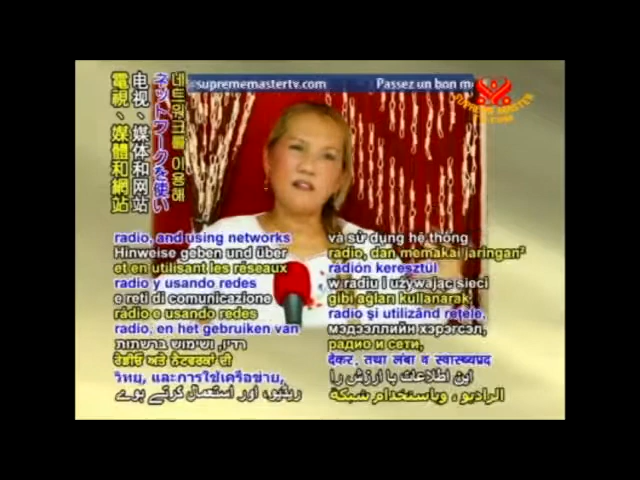 suprememastertv.com
Passez un bon mo
SUPREME MASTER
電視、媒體和網站
电视、媒体和网站
ネットワークを使い
네트워크를 이용해
radio, and using networks
Hinweise geben und über
et en utilisant les réseaux
radio y usando redes
e reti di comunicazione
rádio e usando redes
radio, en het gebruiken van
רדיו, ושימוש ברשתות
ਰੇਡੀਓ ਅਤੇ ਨੈਟਵਰਕਾਂ ਦੀ
วิทยุ, และการใช้เครือข่าย,
ریڈیو، اور استعمال کرتے ہوے
và sử dụng hệ thống
radio, dan memakai jaringan²
rádión keresztül
w radiu i używając sieci
gibi ağları kullanarak,
radio şi utilizând reţele,
мэдээллийн хэрэгсэл,
радио и сети,
देकर, तथा लंबा व स्वास्थ्यप्रद
این اطلاعات با ارزش را
الراديو ، وباستخدام شبكة